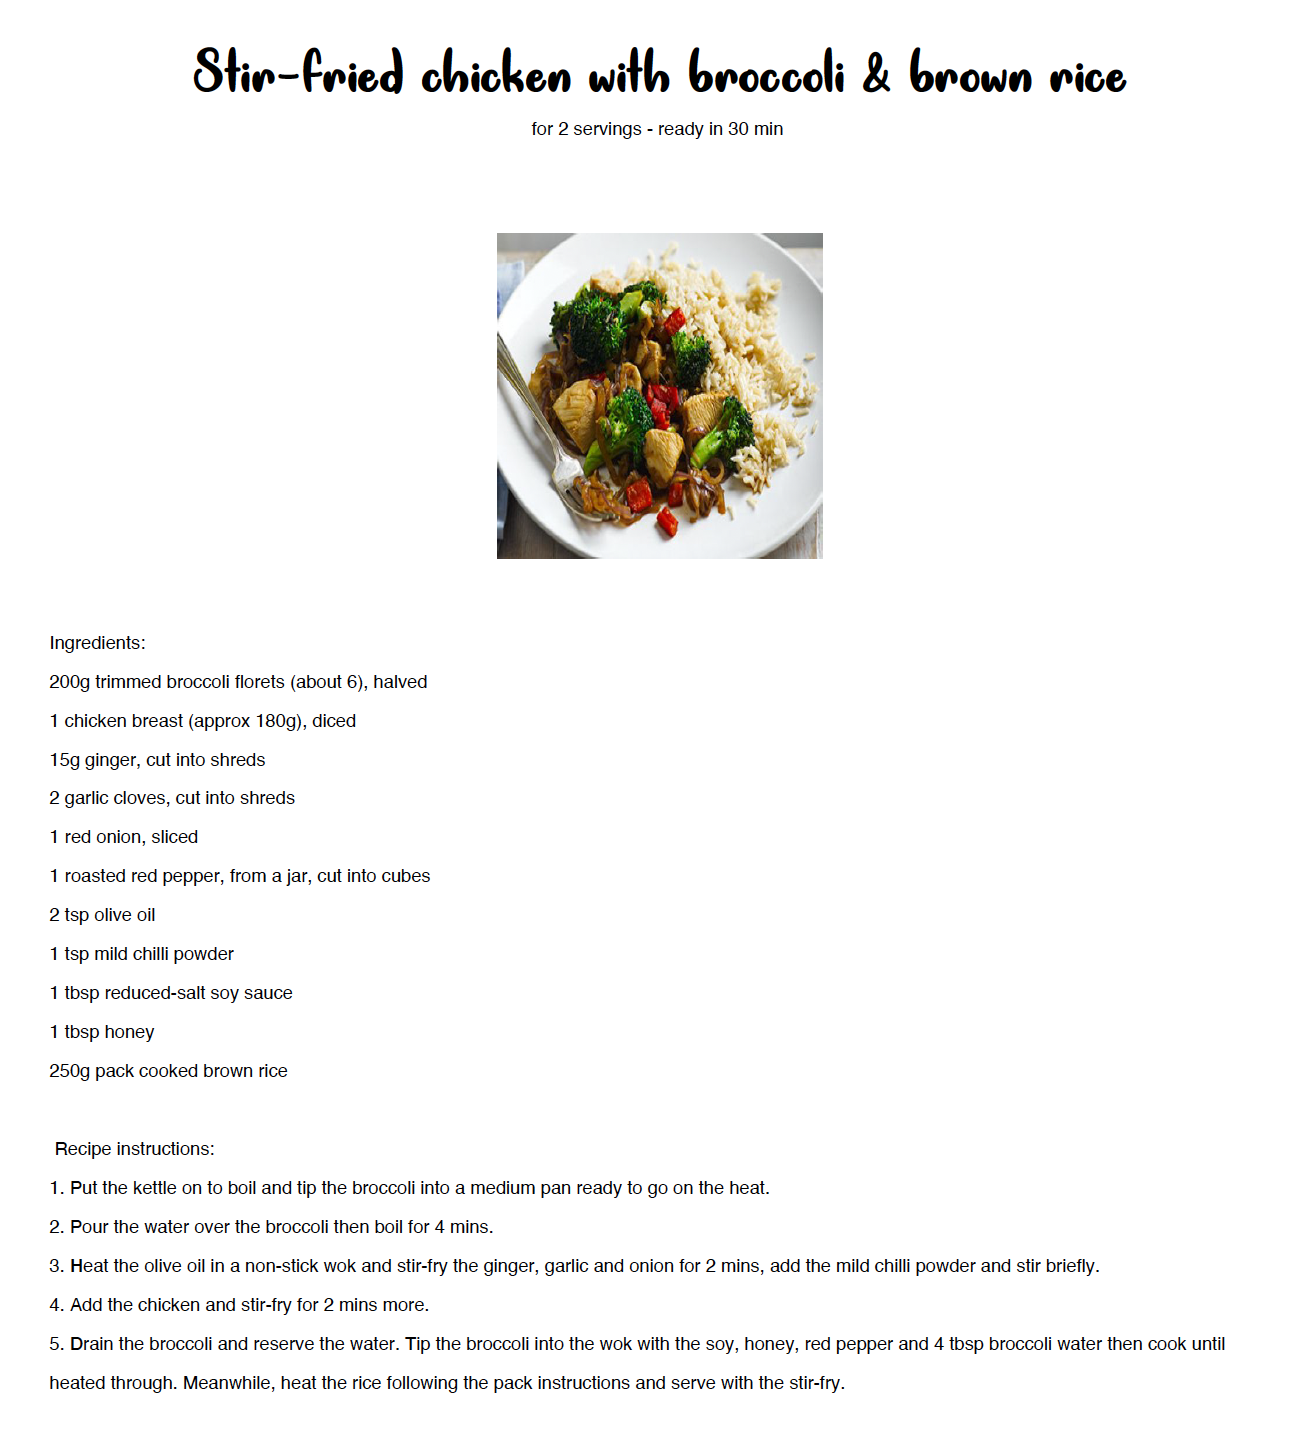 Stir-fried chicken with broccoli & brown rice
for 2 servings - ready in 30 min
Ingredients:
200g trimmed broccoli florets (about 6), halved
1 chicken breast (approx 180g), diced
15g ginger, cut into shreds
2 garlic cloves, cut into shreds
1 red onion, sliced
1 roasted red pepper, from a jar, cut into cubes
2 tsp olive oil
1 tsp mild chilli powder
1 tbsp reduced-salt soy sauce
1 tbsp honey
250g pack cooked brown rice
Recipe instructions:
1. Put the kettle on to boil and tip the broccoli into a medium pan ready to go on the heat.
2. Pour the water over the broccoli then boil for 4 mins.
3. Heat the olive oil in a non-stick wok and stir-fry the ginger, garlic and onion for 2 mins, add the mild chilli powder and stir briefly.
4. Add the chicken and stir-fry for 2 mins more.
5. Drain the broccoli and reserve the water. Tip the broccoli into the wok with the soy, honey, red pepper and 4 tbsp broccoli water then cook until
heated through. Meanwhile, heat the rice following the pack instructions and serve with the stir-fry.